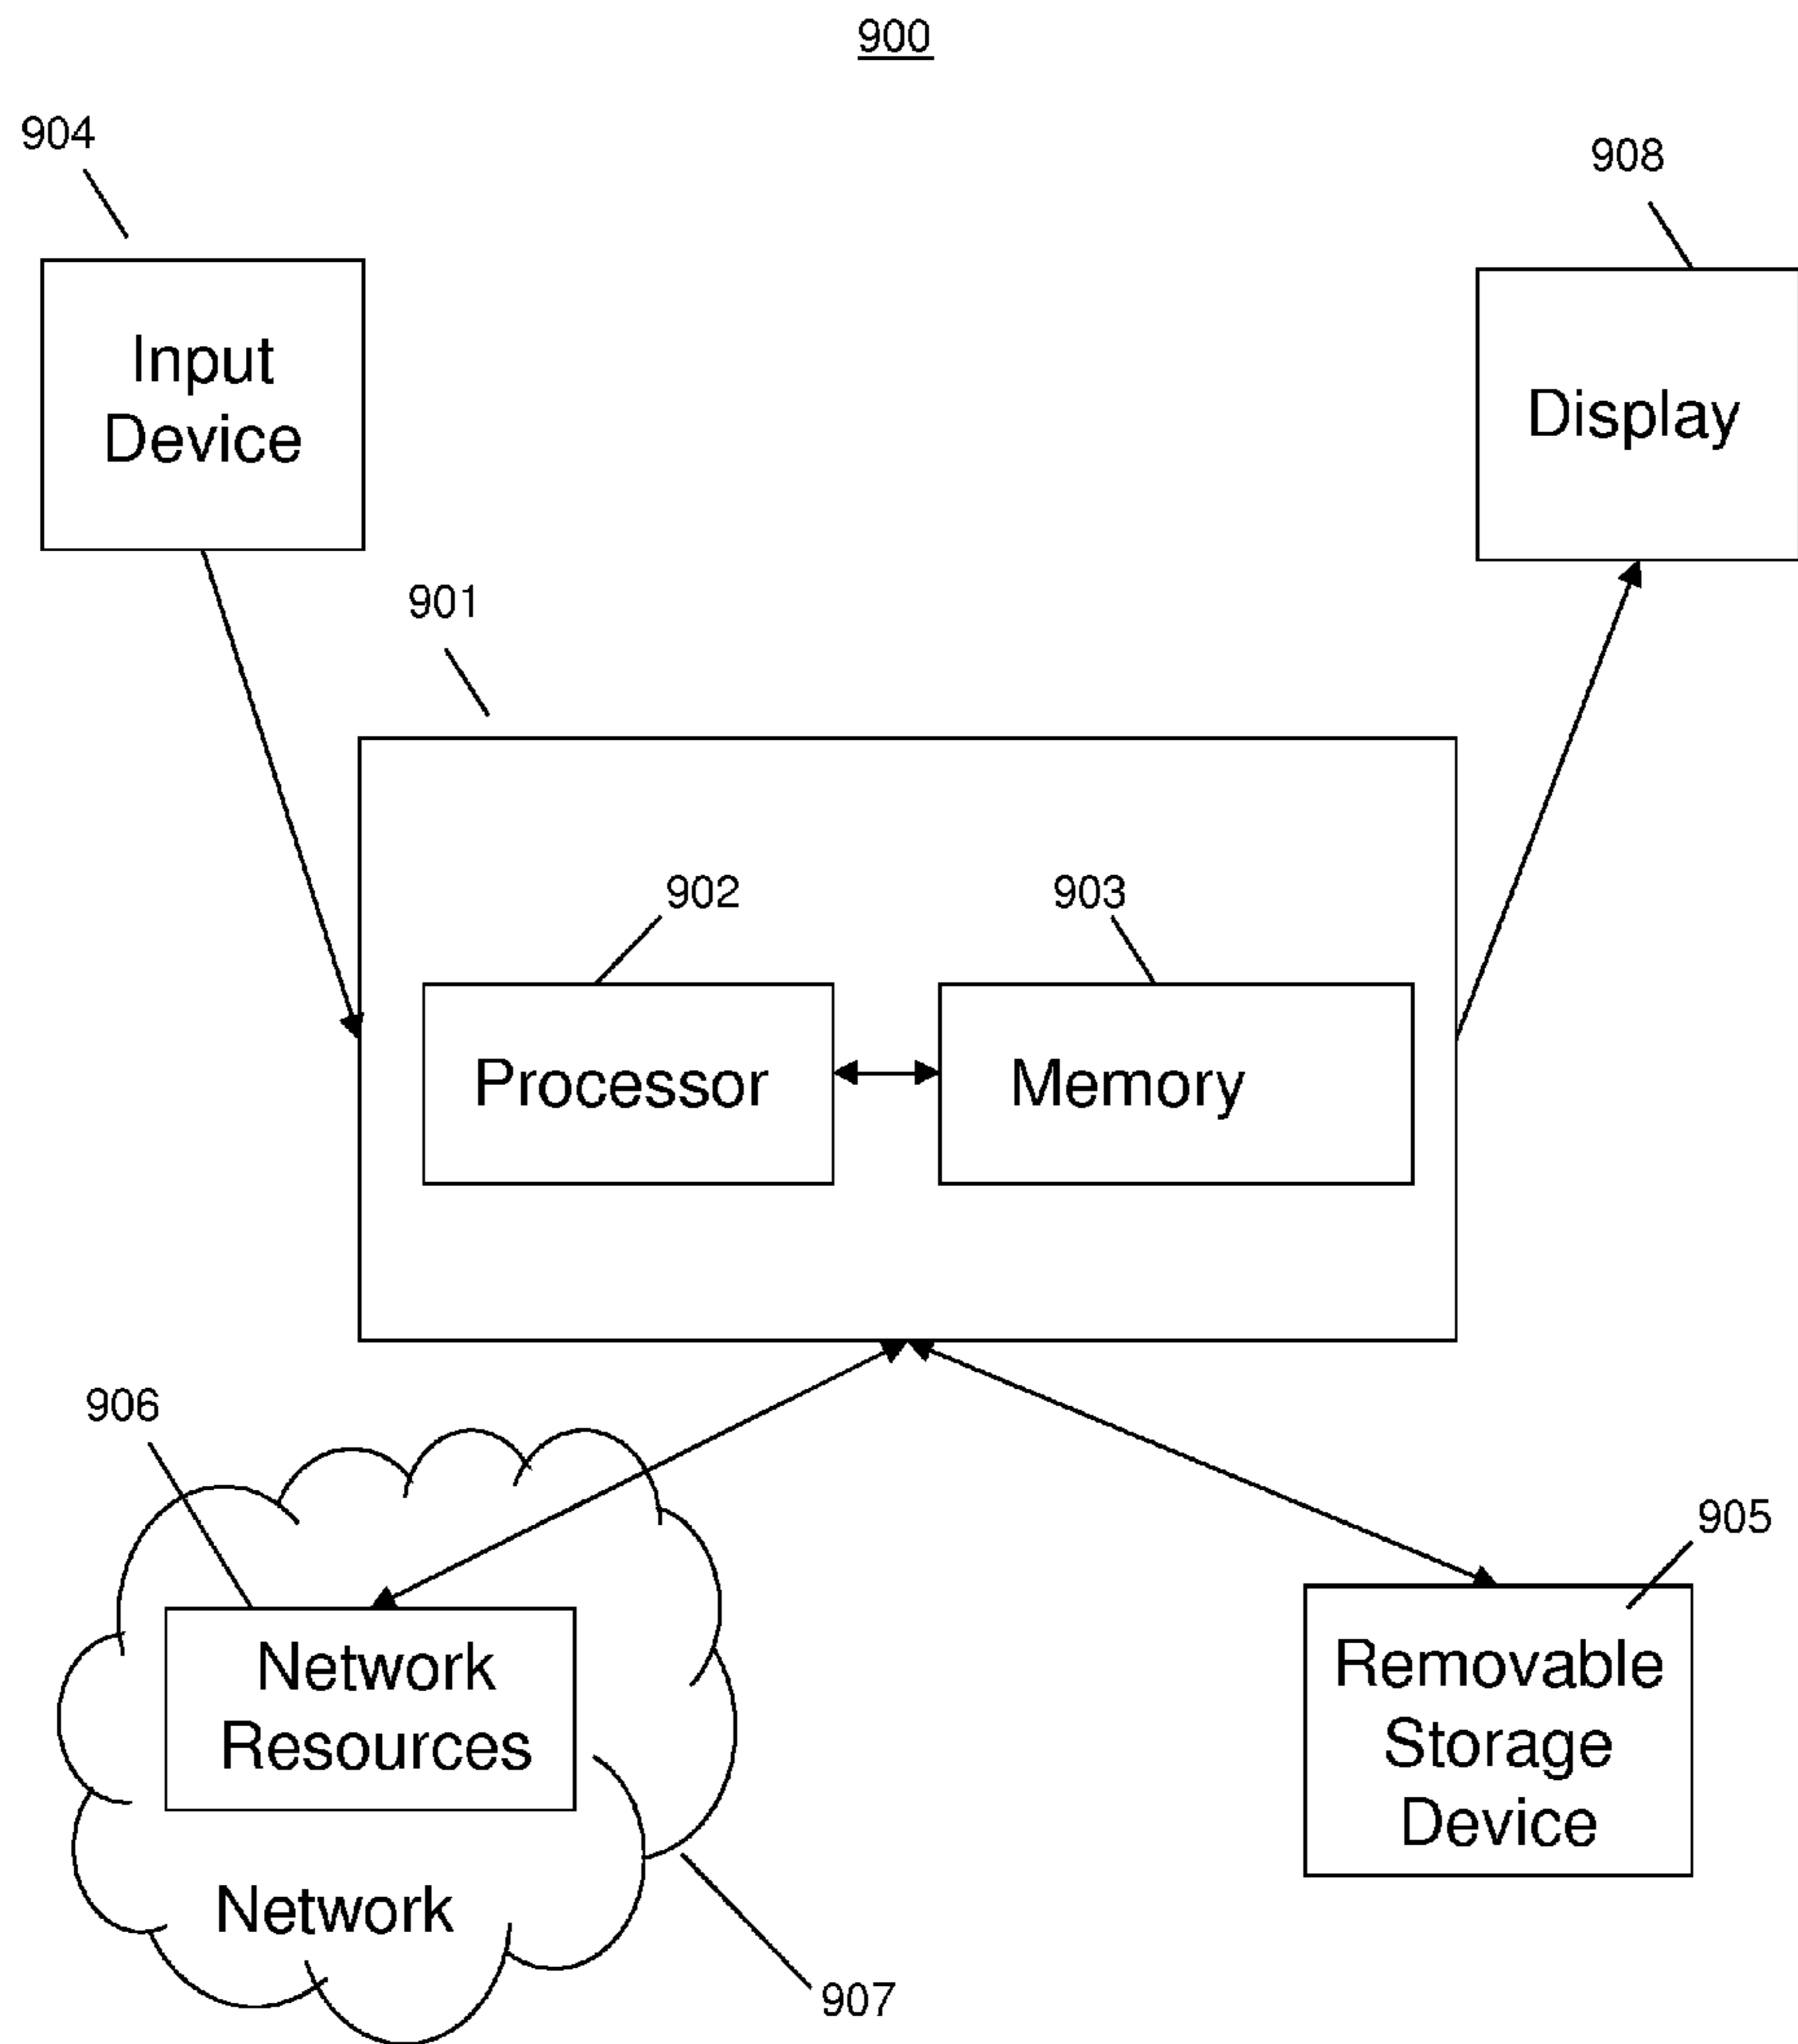 900
904
908
Input
Device
Display
901
902
903
Processor
Memory
906
905
Network
Resources
Removable
Storage
Device
Network
907